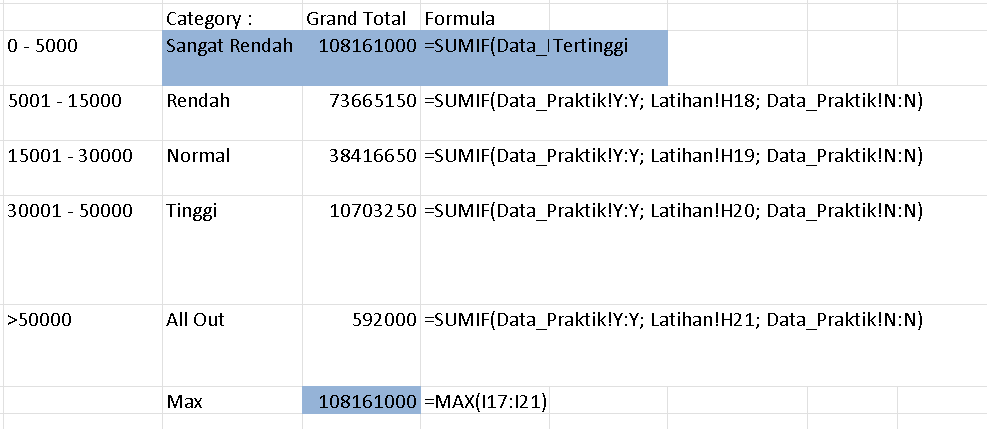 Category : Grand Total Formula
0 - 5000 Sangat Rendah 108161000 =SUMIF(Data_ Tertinggi
5001 - 15000 Rendah 73665150 =SUMIF(Data_Praktik!Y:Y; Latihan!H18; Data_Praktik!N:N)
15001 - 30000 Normal 38416650 =SUMIF(Data_Praktik!Y:Y; Latihan!H19; Data_Praktik!N:N)
30001 - 50000 Tinggi 10703250 =SUMIF(Data_Praktik!Y:Y; Latihan!H20; Data_Praktik!N:N)
>50000 All Out 592000 =SUMIF(Data_Praktik!Y:Y; Latihan!H21; Data_Praktik!N:N)
Max 108161000 =MAX(I17:I21)